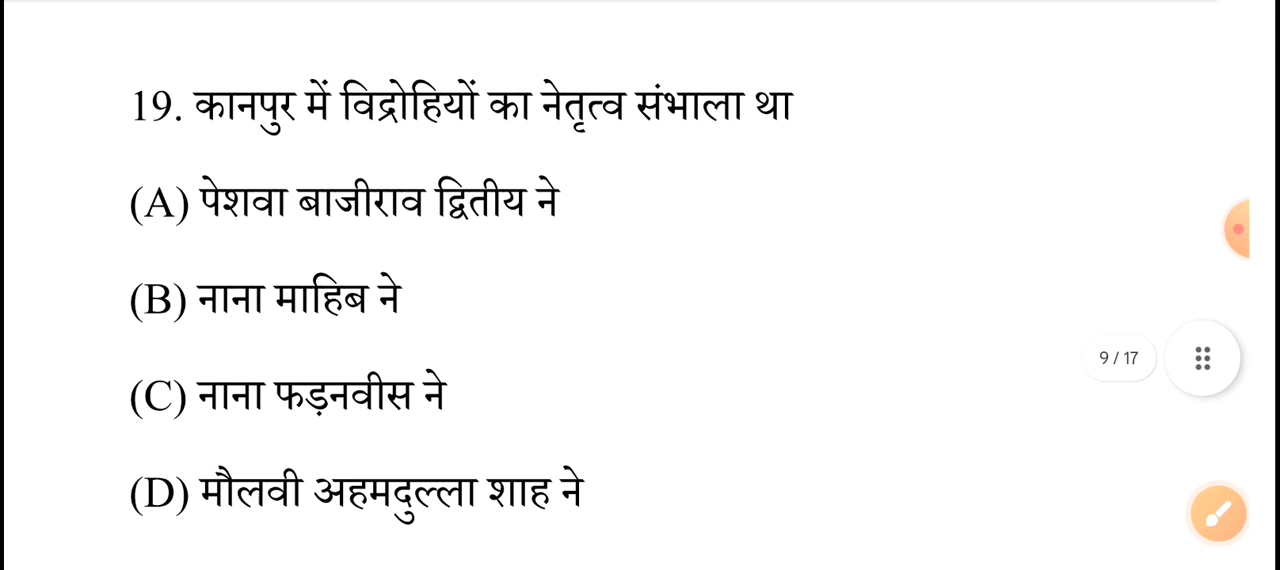 19. कानपुर में विद्रोहियों का नेतृत्व संभाला था
(A) पेशवा बाजीराव द्वितीय ने
(B) नाना माहिब ने
(C) नाना फड़नवीस ने
9 / 17
(D) मौलवी अहमदुल्ला शाह ने